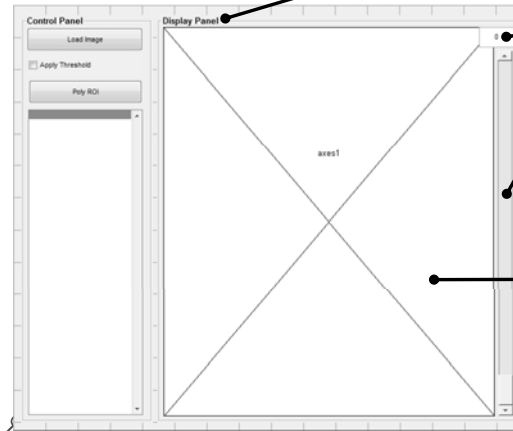 Control Panel
Load Image
Apply Threshold
Poly ROI
Display Panel
axes1
0